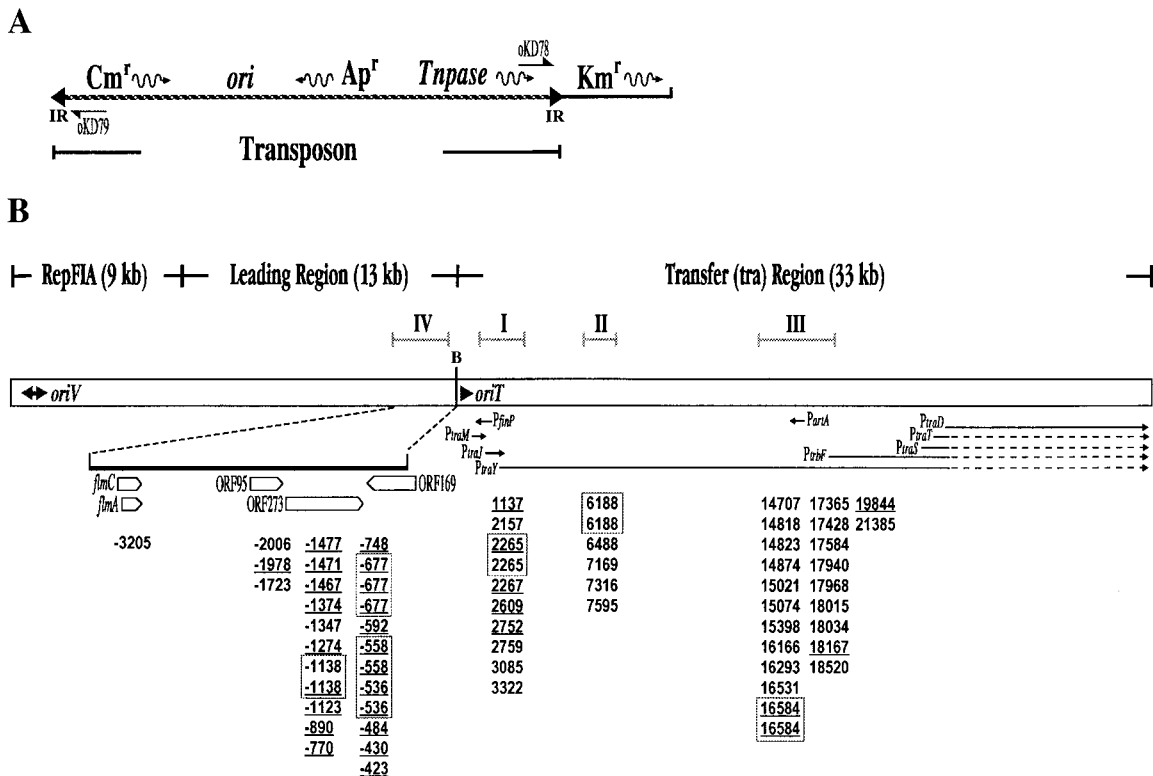 A
oKD78
Cmr ori Apr Tnpase Kmr
IR oKD79 IR
Transposon
B
RepFIA (9 kb) Leading Region (13 kb) Transfer (tra) Region (33 kb)
IV I II III
B
oriV oriT
PfinP PartA PtraD
PtraM PtraT
PtraJ PtrbF PtraS
PtraY
flmC ORF95 ORF169
flmA ORF273
1137 6188 14707 17365 19844
2157 6188 14818 17428 21385
-3205 -2006 -1477 -748 2265 6488 14823 17584
-1978 -1471 -677 2265 7169 14874 17940
-1723 -1467 -677 2267 7316 15021 17968
-1374 -677 2609 7595 15074 18015
-1347 -592 2752 15398 18034
-1274 -558 2759 16166 18167
-1138 -558 3085 16293 18520
-1138 -536 3322 16531
-1123 -536 16584
-890 -484 16584
-770 -430
-423